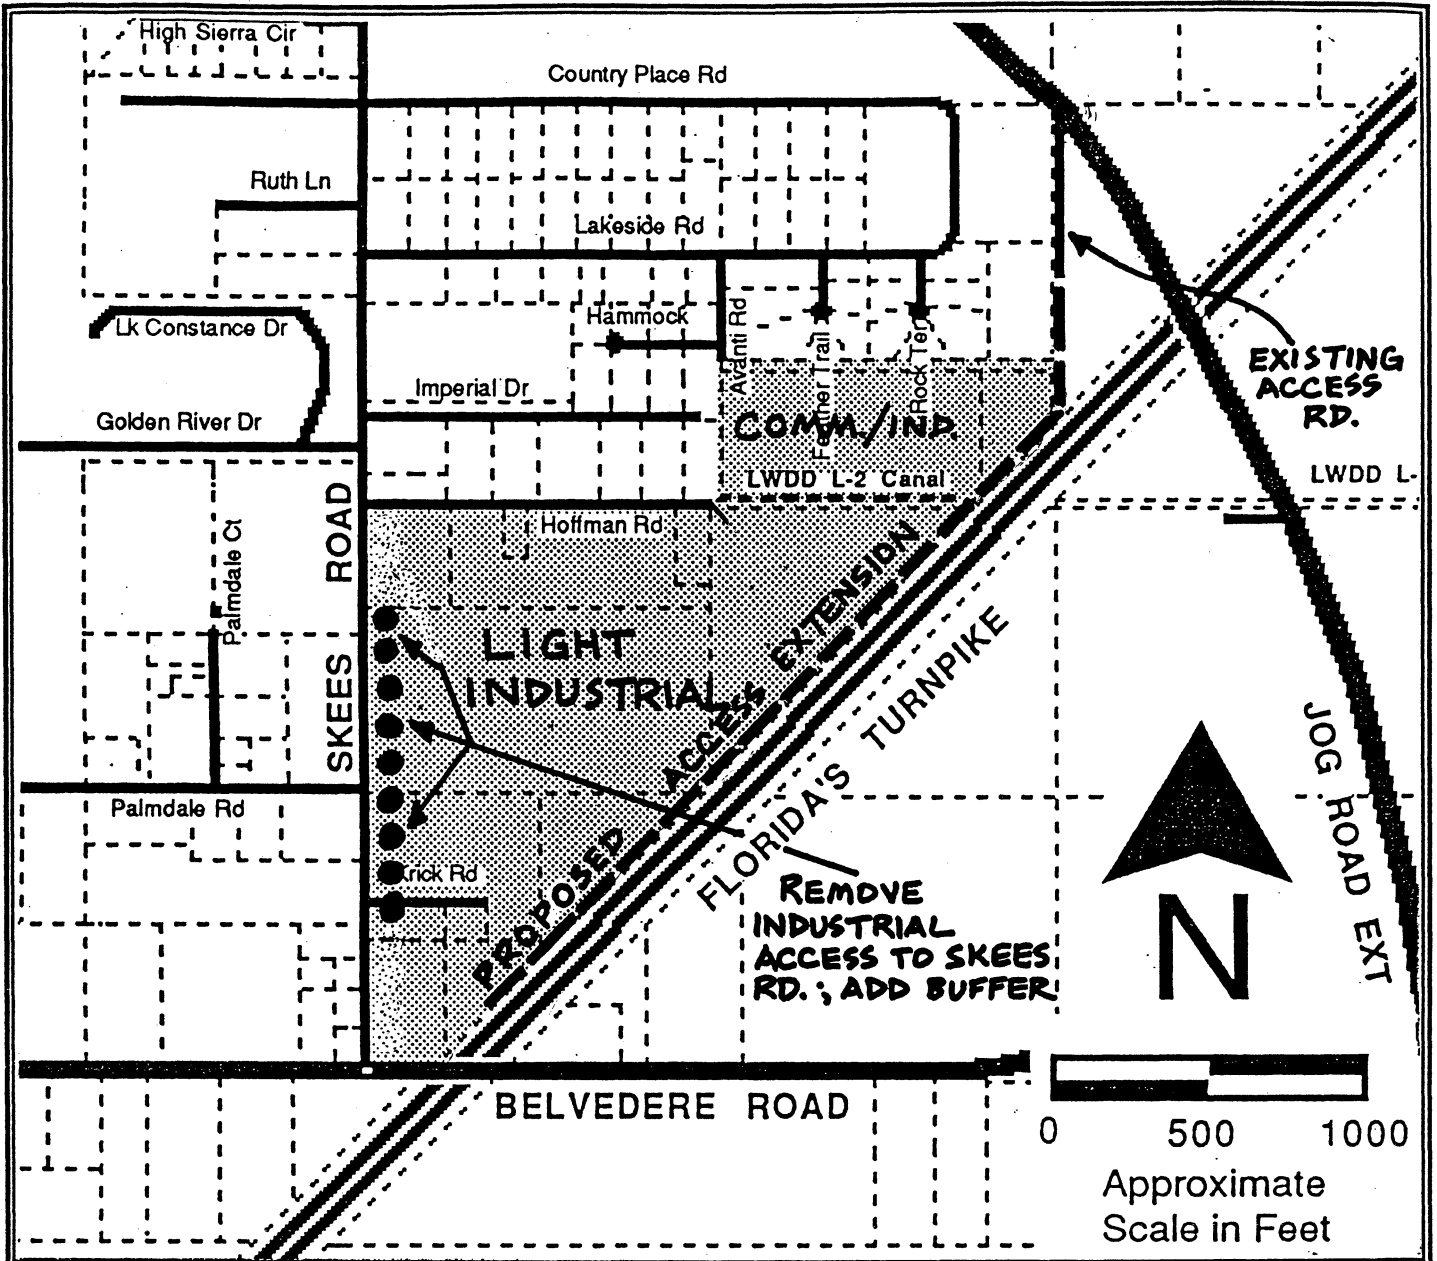 High Sierra Cir
Country Place Rd
Ruth Ln
Lakeside Rd
Hammock
Lk Constance Dr
Avanti Rd
Feather Trail
Rock Ter
EXISTING
ACCESS
RD.
Imperial Dr
Golden River Dr
COMM./IND.
LWDD L-2 Canal
LWDD L-
Hoffman Rd
Palmdale Ct
SKEES ROAD
LIGHT
INDUSTRIAL
PROPOSED ACCESS EXTENSION
FLORIDA'S TURNPIKE
JOG ROAD EXT
Palmdale Rd
Krick Rd
REMOVE
INDUSTRIAL
ACCESS TO SKEES
RD.; ADD BUFFER
N
BELVEDERE ROAD
0 500 1000
Approximate
Scale in Feet